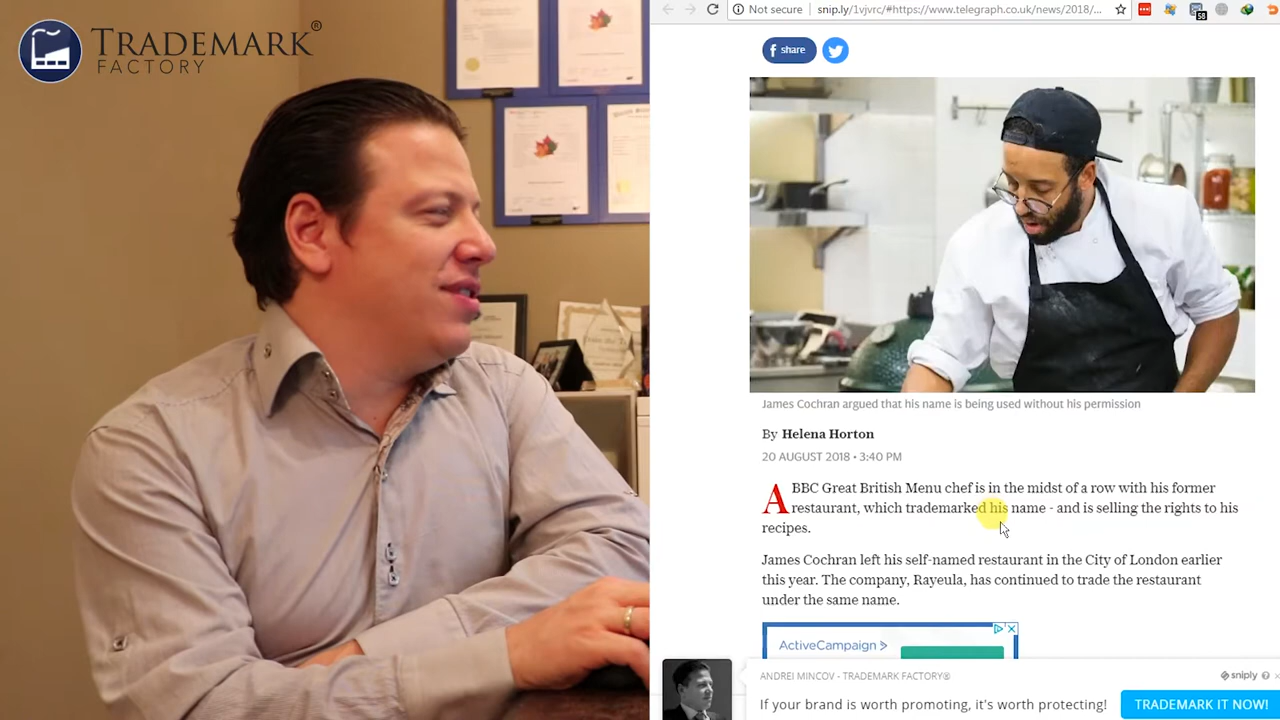 TRADEMARK®
FACTORY
Not secure
snip.ly/1vjvrc/#https://www.telegraph.co.uk/news/2018/...
58
f share
James Cochran argued that his name is being used without his permission
By Helena Horton
20 AUGUST 2018 • 3:40 PM
A BBC Great British Menu chef is in the midst of a row with his former
restaurant, which trademarked his name - and is selling the rights to his
recipes.
James Cochran left his self-named restaurant in the City of London earlier
this year. The company, Rayeula, has continued to trade the restaurant
under the same name.
ActiveCampaign >
ANDREI MINCOV - TRADEMARK FACTORY®
sniply
If your brand is worth promoting, it's worth protecting!
TRADEMARK IT NOW!